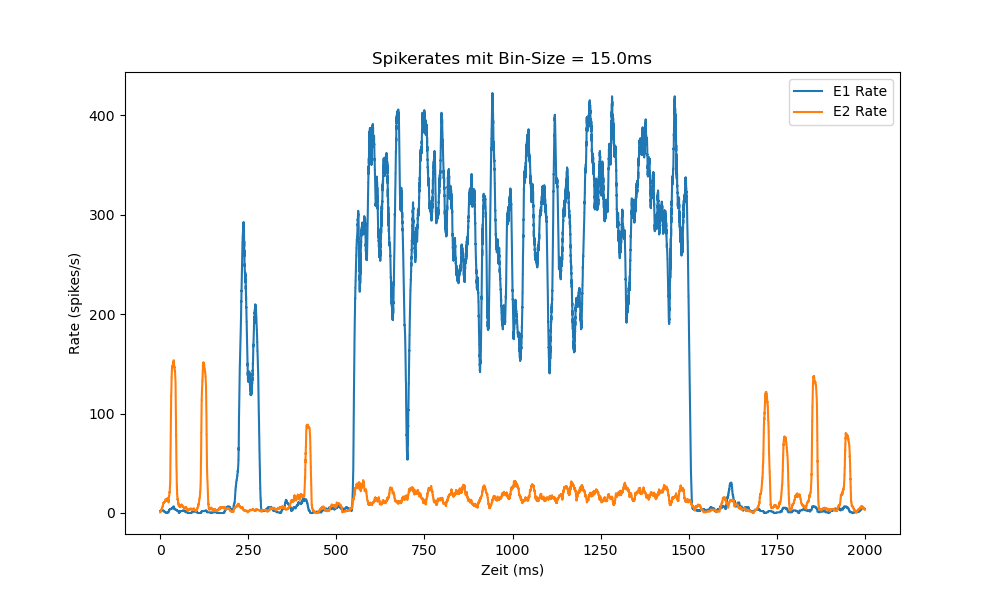 Spikerates mit Bin-Size = 15.0ms
E1 Rate
E2 Rate
Rate (spikes/s)
400
300
200
100
0
0 250 500 750 1000 1250 1500 1750 2000
Zeit (ms)